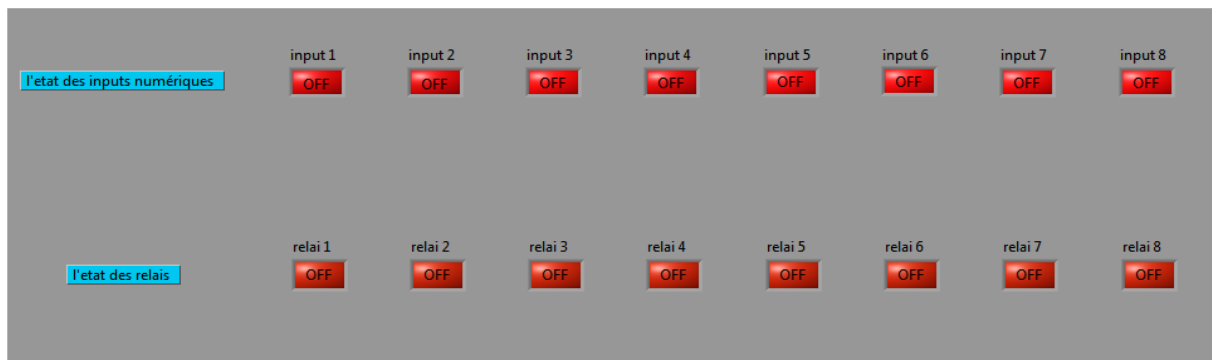 input 1 input 2 input 3 input 4 input 5 input 6 input 7 input 8
l'etat des inputs numériques OFF OFF OFF OFF OFF OFF OFF OFF
relai 1 relai 2 relai 3 relai 4 relai 5 relai 6 relai 7 relai 8
l'etat des relais OFF OFF OFF OFF OFF OFF OFF OFF